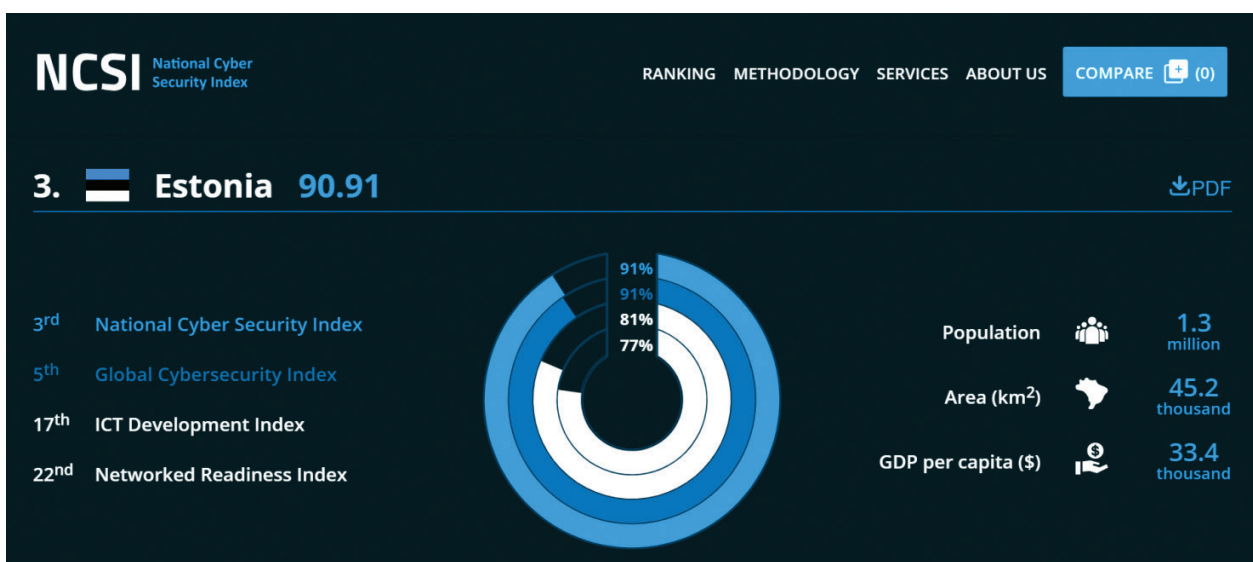 NCSI National Cyber
Security Index
RANKING METHODOLOGY SERVICES ABOUT US COMPARE (0)
3. Estonia 90.91
PDF
3rd National Cyber Security Index
5th Global Cybersecurity Index
17th ICT Development Index
22nd Networked Readiness Index
91%
91%
81%
77%
Population 1.3
million
Area (km2) 45.2
thousand
GDP per capita ($) 33.4
thousand